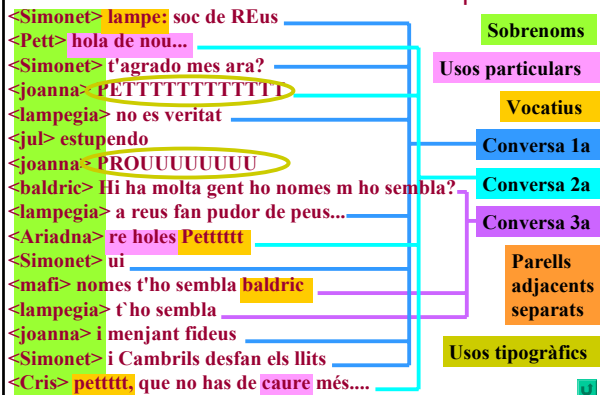 <Simonet> lampe: soc de REus
<Pett> hola de nou...
<Simonet> t'agrado mes ara?
<joanna> PETTTTTTTTTTTT
<lampegia> no es veritat
<jul> estupendo
<joanna> PROUUUUUUUU
<baldric> Hi ha molta gent ho nomes m ho sembla?
<lampegia> a reus fan pudor de peus...
<Ariadna> re holes Petttttt
<Simonet> ui
<mafi> nomes t'ho sembla baldric
<lampegia> t`ho sembla
<joanna> i menjant fideus
<Simonet> i Cambrils desfan els llits
<Cris> pettttt, que no has de caure més....
Sobrenoms
Usos particulars
Vocatius
Conversa 1a
Conversa 2a
Conversa 3a
Parells
adjacents
separats
Usos tipogràfics